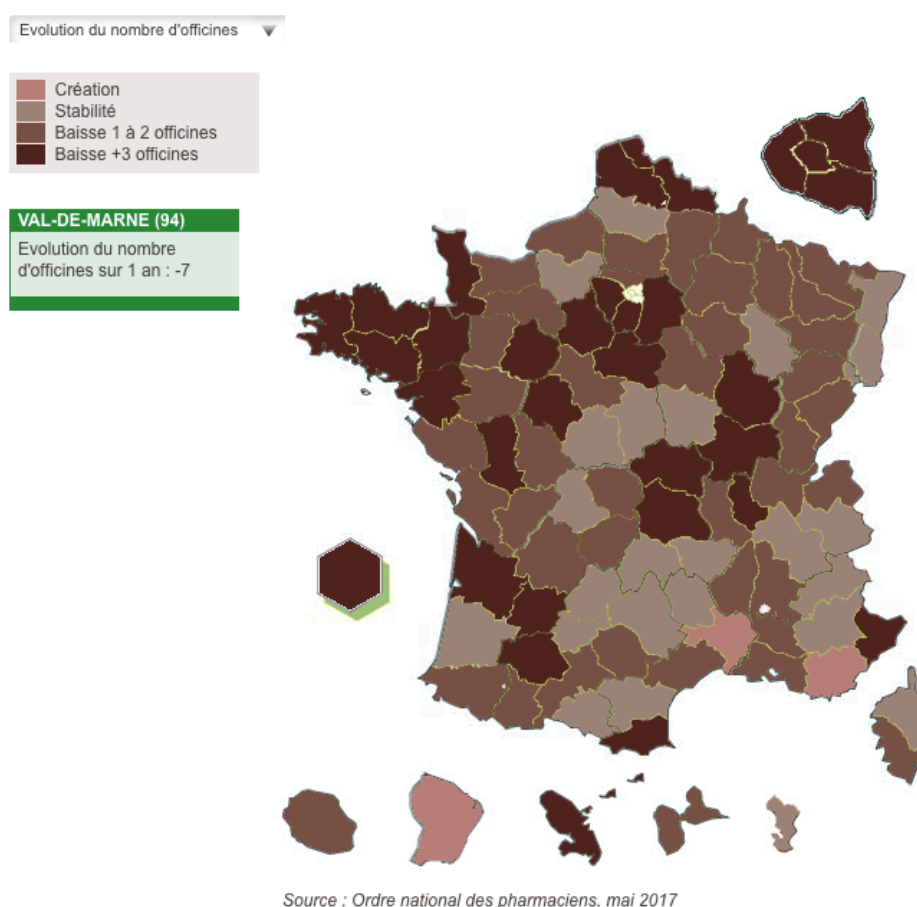 Evolution du nombre d'officines
Création
Stabilité
Baisse 1 à 2 officines
Baisse +3 officines
VAL-DE-MARNE (94)
Evolution du nombre
d'officines sur 1 an : -7
Source : Ordre national des pharmaciens, mai 2017